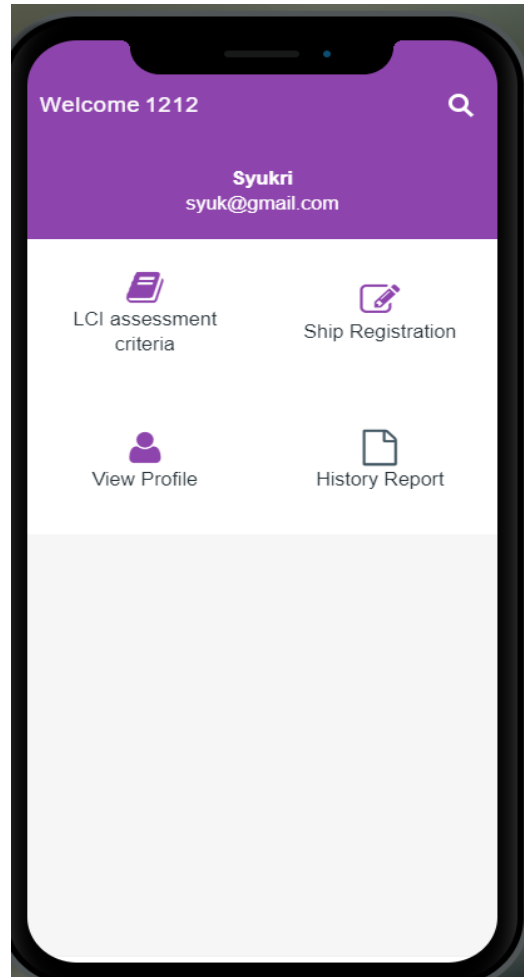 Welcome 1212
Syukri
syuk@gmail.com
LCI assessment
criteria
Ship Registration
View Profile
History Report